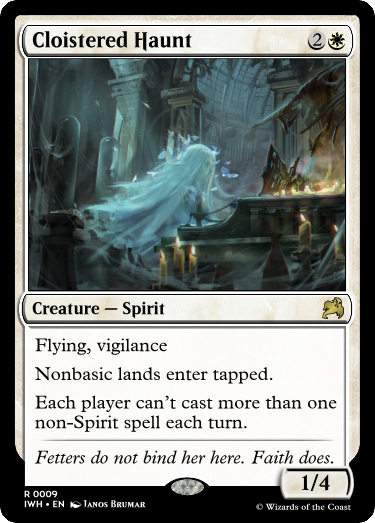 Cloistered Haunt 2
Creature — Spirit
Flying, vigilance
Nonbasic lands enter tapped.
Each player can't cast more than one
non-Spirit spell each turn.
Fetters do not bind her here. Faith does.
1/4
R 0009
IWH • EN Janos Brumar
© Wizards of the Coast